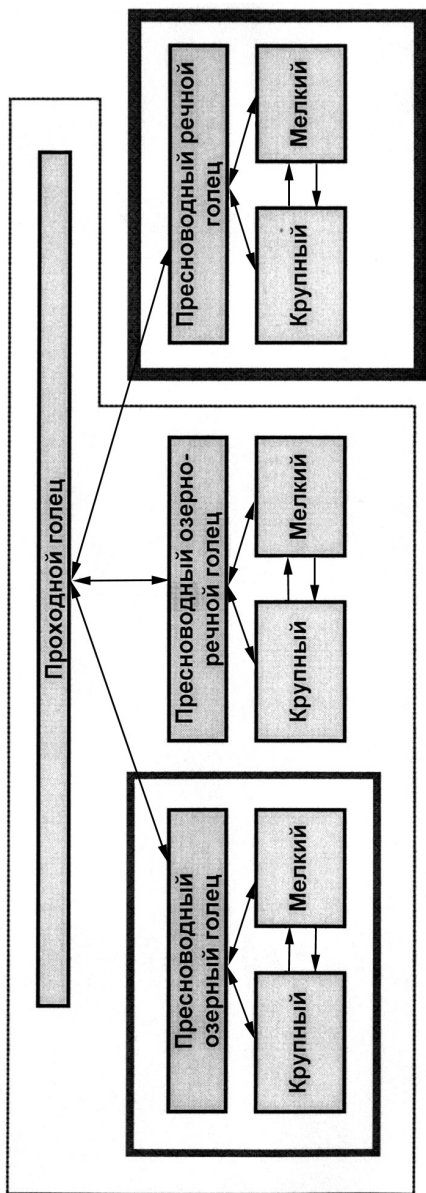 Проходной голец
Пресноводный
озерный голец
Крупный
Мелкий
Пресноводный озерно-
речной голец
Крупный
Мелкий
Пресноводный речной
голец
Крупный
Мелкий